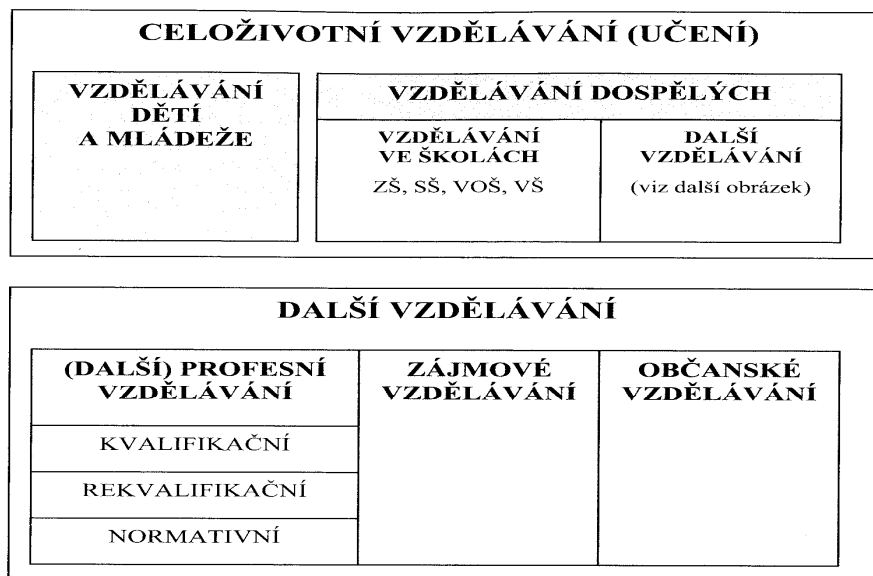 CELOŽIVOTNÍ VZDĚLÁVÁNÍ (UČENÍ)
VZDĚLÁVÁNÍ
DĚTÍ
A MLÁDEŽE
VZDĚLÁVÁNÍ DOSPĚLÝCH
VZDĚLÁVÁNÍ
VE ŠKOLÁCH
ZŠ, SŠ, VOŠ, VŠ
DALŠÍ
VZDĚLÁVÁNÍ
(viz další obrázek)
DALŠÍ VZDĚLÁVÁNÍ
(DALŠÍ) PROFESNÍ
VZDĚLÁVÁNÍ
KVALIFIKAČNÍ
REKVALIFIKAČNÍ
NORMATIVNÍ
ZÁJMOVÉ
VZDĚLÁVÁNÍ
OBČANSKÉ
VZDĚLÁVÁNÍ